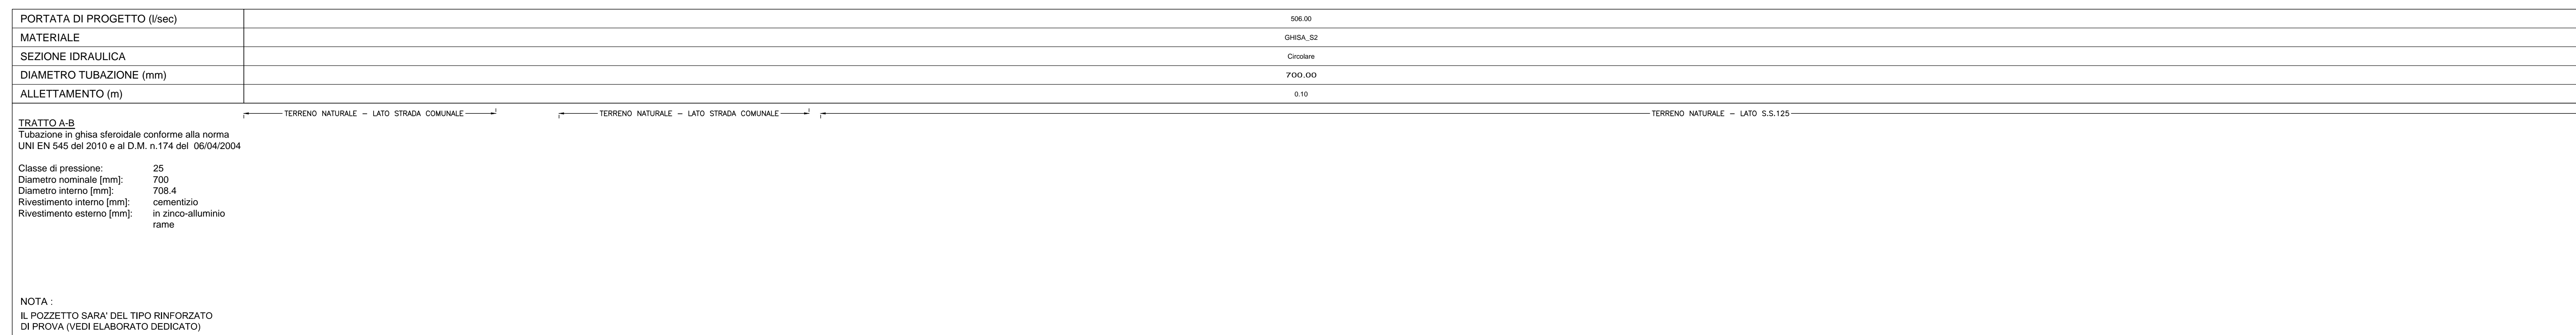 PORTATA DI PROGETTO (l/sec) 506.00
MATERIALE GHISA_S2
SEZIONE IDRAULICA Circolare
DIAMETRO TUBAZIONE (mm) 700.00
ALLETTAMENTO (m) 0.10
TERRENO NATURALE - LATO STRADA COMUNALE TERRENO NATURALE - LATO STRADA COMUNALE TERRENO NATURALE - LATO S.S.125
TRATTO A-B
Tubazione in ghisa sferoidale conforme alla norma
UNI EN 545 del 2010 e al D.M. n.174 del 06/04/2004
Classe di pressione: 25
Diametro nominale [mm]: 700
Diametro interno [mm]: 708.4
Rivestimento interno [mm]: cementizio
Rivestimento esterno [mm]: in zinco-alluminio
rame
NOTA :
IL POZZETTO SARA' DEL TIPO RINFORZATO
DI PROVA (VEDI ELABORATO DEDICATO)